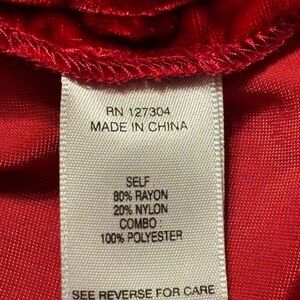 RN 127304
MADE IN CHINA
SELF
80% RAYON
20% NYLON
COMBO
100% POLYESTER
SEE REVERSE FOR CARE